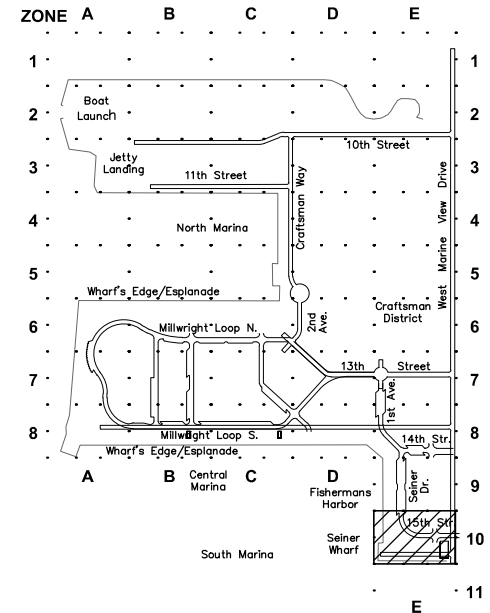 ZONE A B C D E
1 1
Boat
Launch
2 2
10th Street
Jetty
Landing
3 3
11th Street
Craftsman Way
West Marine View Drive
4 4
North Marina
5 5
Wharf's Edge/Esplanade
Craftsman
District
2nd
Ave.
6 6
Millwright Loop N.
13th Street
7 7
1st Ave.
8 8
Millwright Loop S.
14th Str.
Wharf's Edge/Esplanade
A B C D
Central
Marina
Seiner
Dr.
9
Fishermans
Harbor
15th Str.
Seiner
Wharf
10
South Marina
11
E